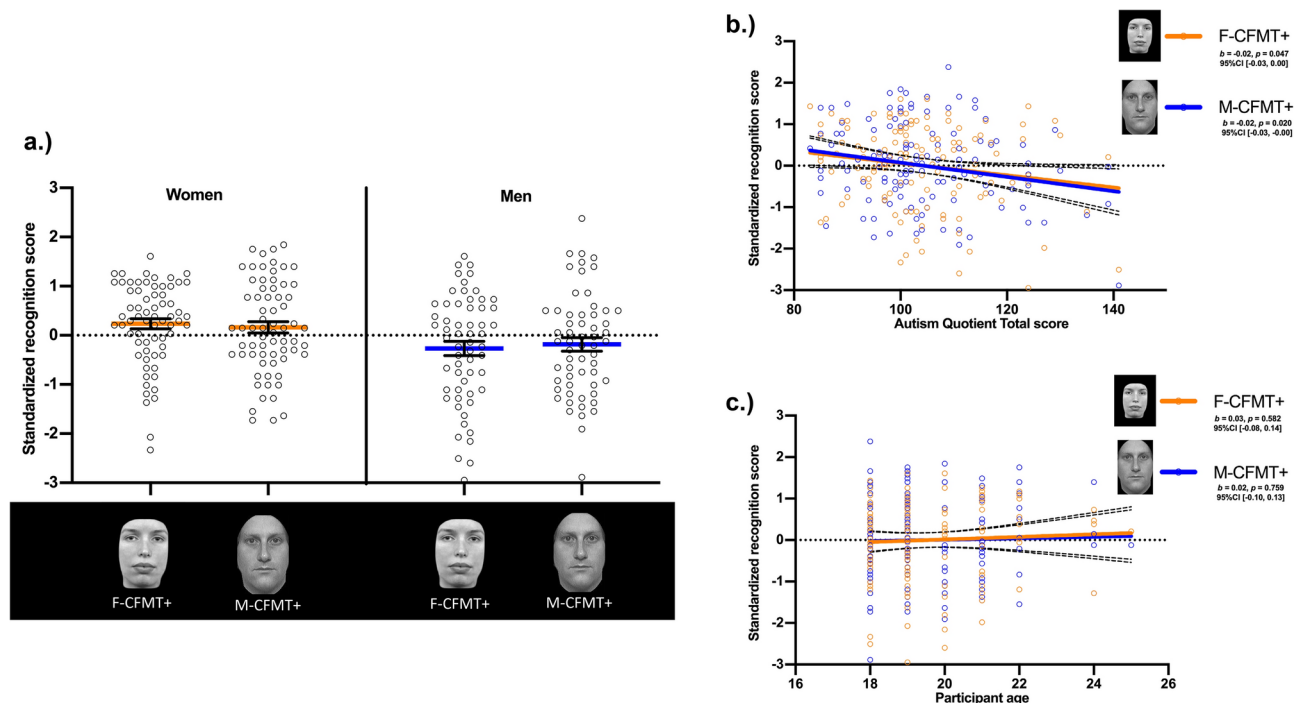 a.)
Women
Men
Standardized recognition score
3
2
1
0
-1
-2
-3
F-CFMT+
M-CFMT+
F-CFMT+
M-CFMT+
b.)
F-CFMT+
b = -0.02, p = 0.047
95%CI [-0.03, 0.00]
M-CFMT+
b = -0.02, p = 0.020
95%CI [-0.03, -0.00]
Standardized recognition score
3
2
1
0
-1
-2
-3
80 100 120 140
Autism Quotient Total score
c.)
F-CFMT+
b = 0.03, p = 0.582
95%CI [-0.08, 0.14]
M-CFMT+
b = 0.02, p = 0.759
95%CI [-0.10, 0.13]
Standardized recognition score
3
2
1
0
-1
-2
-3
16 18 20 22 24 26
Participant age